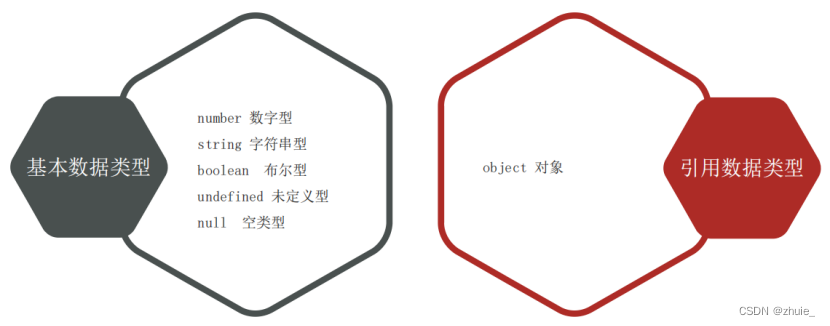 基本数据类型
number 数字型
string 字符串型
boolean 布尔型
undefined 未定义型
null 空类型
object 对象
引用数据类型
CSDN @zhuie_